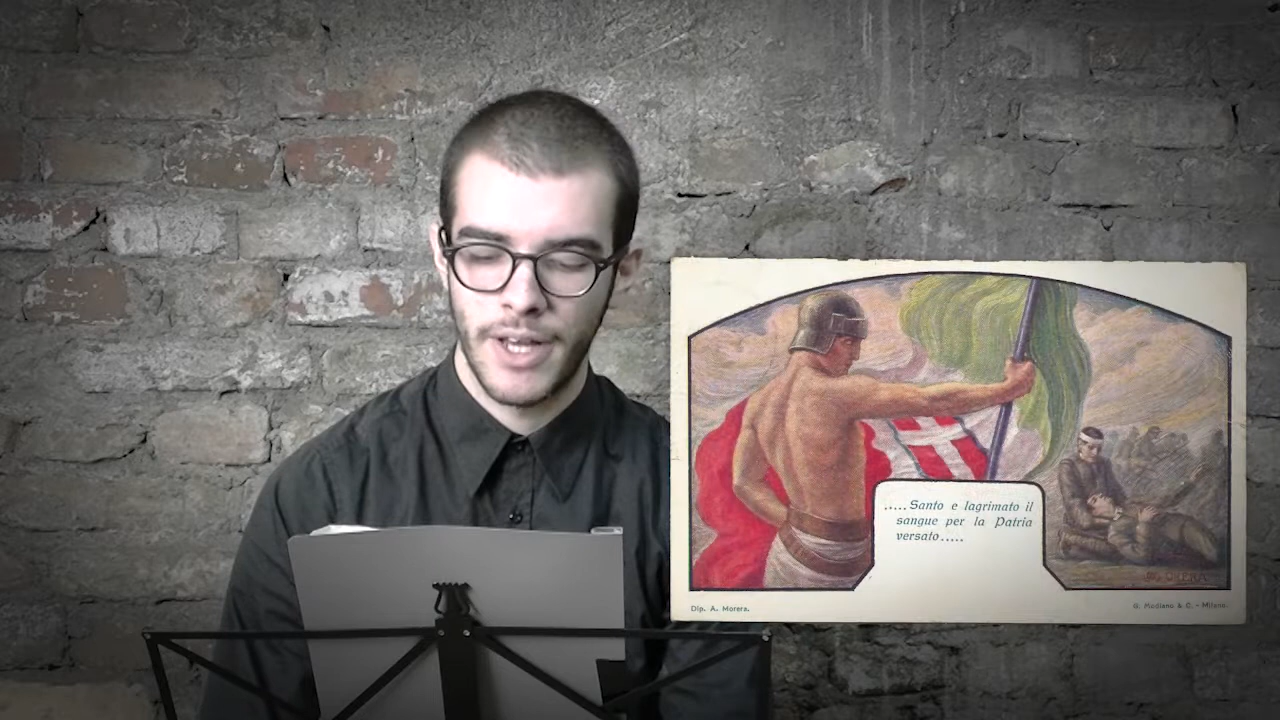 .....Santo e lagrimato il
sangue per la Patria
versato.....
Dip. A. Morera.
G. Modiano & C. - Milano.